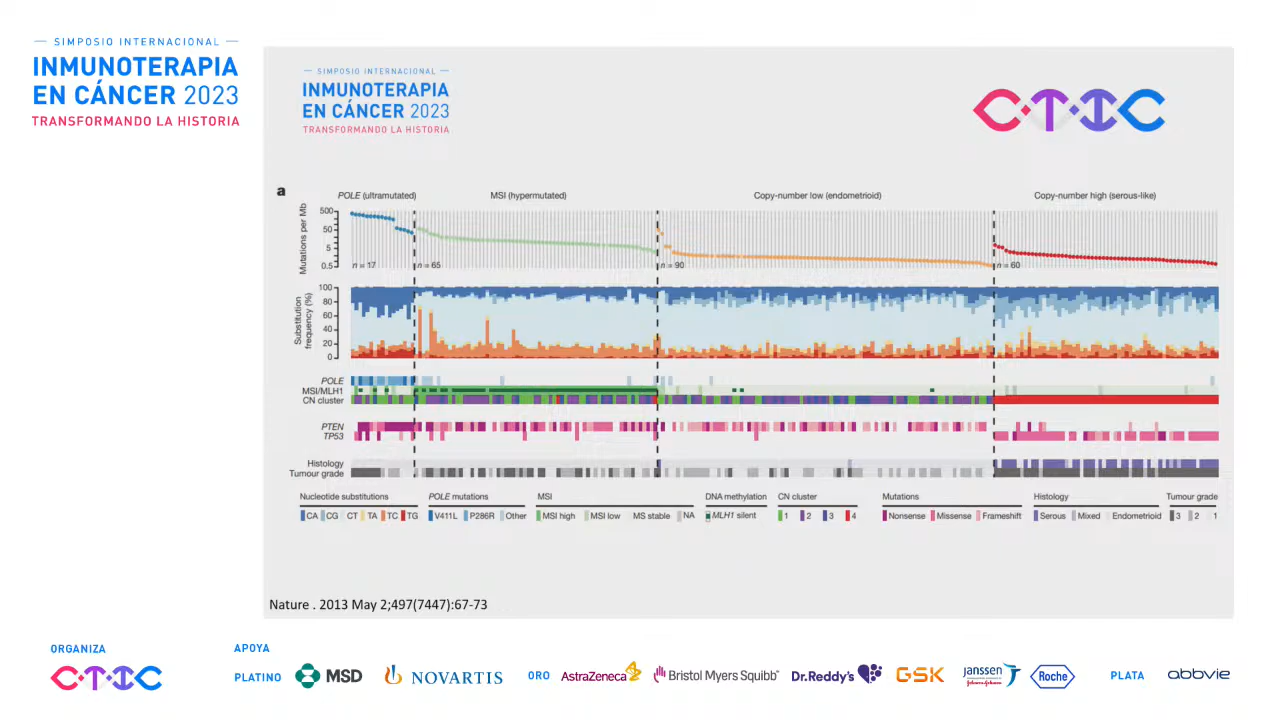 SIMPOSIO INTERNACIONAL
INMUNOTERAPIA
EN CÁNCER 2023
TRANSFORMANDO LA HISTORIA
SIMPOSIO INTERNACIONAL
INMUNOTERAPIA
EN CÁNCER 2023
TRANSFORMANDO LA HISTORIA
CTIC
a
POLE (ultramutated) MSI (hypermutated) Copy-number low (endometrioid) Copy-number high (serous-like)
Mutations per Mb
500
50
5
0.5
n = 17 n = 65 n = 90 n = 60
Substitution
frequency (%)
100
80
60
40
20
0
POLE
MSI/MLH1
CN cluster
PTEN
TP53
Histology
Tumour grade
Nucleotide substitutions POLE mutations MSI DNA methylation CN cluster Mutations Histology Tumour grade
CA CG CT TA TC TG V411L P286R Other MSI high MSI low MS stable NA MLH1 silent 1 2 3 4 Nonsense Missense Frameshift Serous Mixed Endometrioid 3 2 1
Nature . 2013 May 2;497(7447):67-73
ORGANIZA
CTIC
APOYA
PLATINO MSD NOVARTIS ORO AstraZeneca Bristol Myers Squibb Dr.Reddy's GSK Janssen Roche PLATA abbvie
Johnson&Johnson